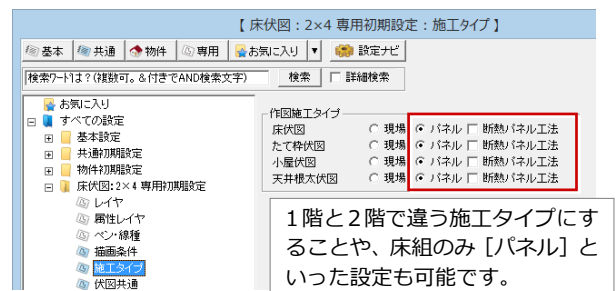 【 床伏図：2×4 専用初期設定：施工タイプ 】
基本 共通 物件 専用 お気に入り ▼ 設定ナビ
検索ワードは？(複数可。&付きでAND検索文字) 検索 詳細検索
お気に入り
すべての設定
基本設定
共通初期設定
物件初期設定
床伏図：2×4 専用初期設定
レイヤ
属性レイヤ
ペン・線種
描画条件
施工タイプ
伏図共通
作図施工タイプ
床伏図 現場 パネル 断熱パネル工法
たて枠伏図 現場 パネル 断熱パネル工法
小屋伏図 現場 パネル 断熱パネル工法
天井根太伏図 現場 パネル 断熱パネル工法
１階と２階で違う施工タイプにす
ることや、床組のみ［パネル］と
いった設定も可能です。